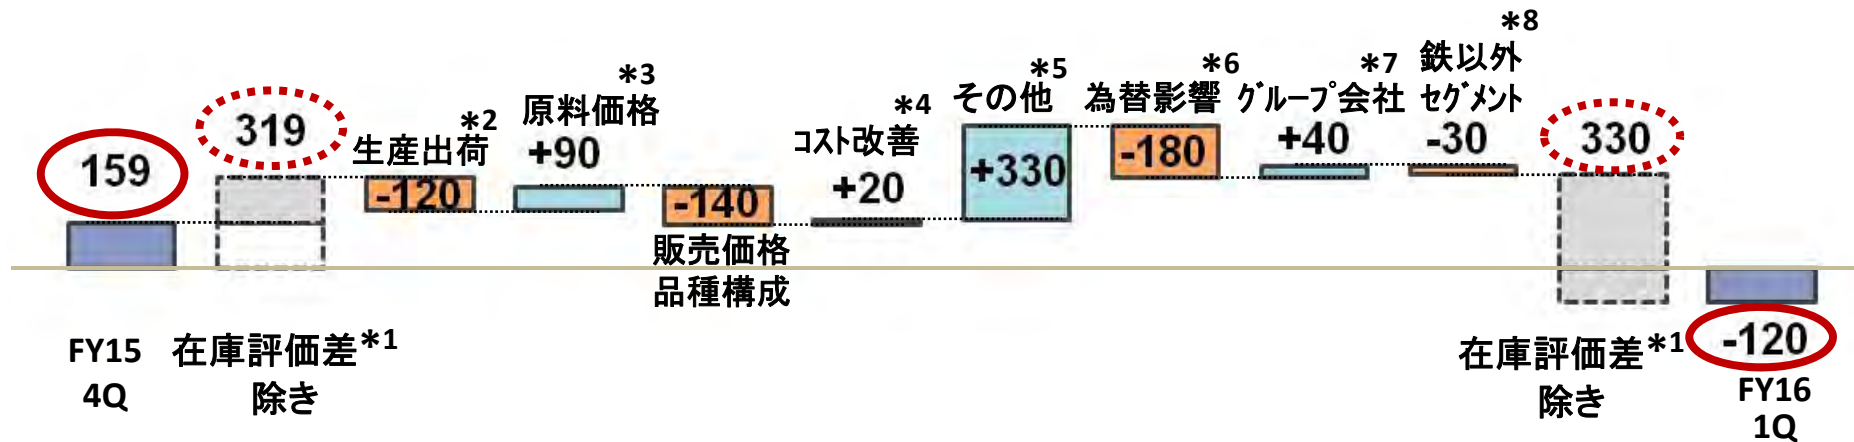 159
319
生産出荷*2
-120
原料価格*3
+90
-140
販売価格
品種構成
コスト改善*4
+20
その他*5
+330
為替影響*6
-180
グループ会社*7
+40
*8
鉄以外
セグメント
-30
330
-120
FY15
4Q
在庫評価差*1
除き
在庫評価差*1
除き
FY16
1Q